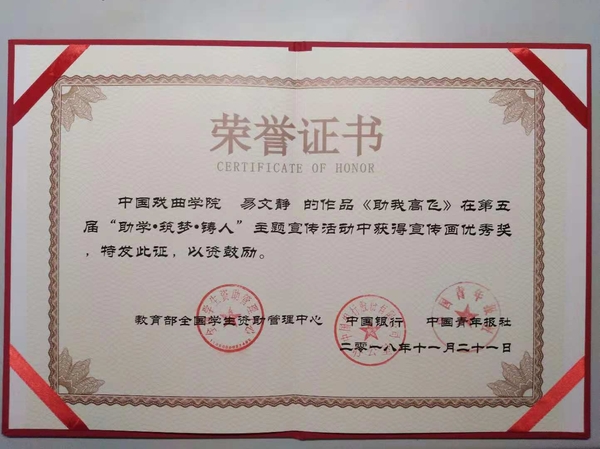 荣誉证书
CERTIFICATE OF HONOR
中国戏曲学院 易文静 的作品《助我高飞》在第五
届“助学•筑梦•铸人”主题宣传活动中获得宣传画优秀奖
，特发此证，以资鼓励。
教育部全国学生资助管理中心 中国银行 中国青年报社
二零一八年十一月二十一日